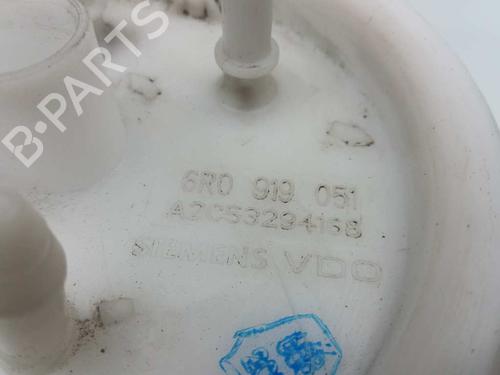 B-PARTS
6R0 919 051
A2C53294168
SIEMENS VDO